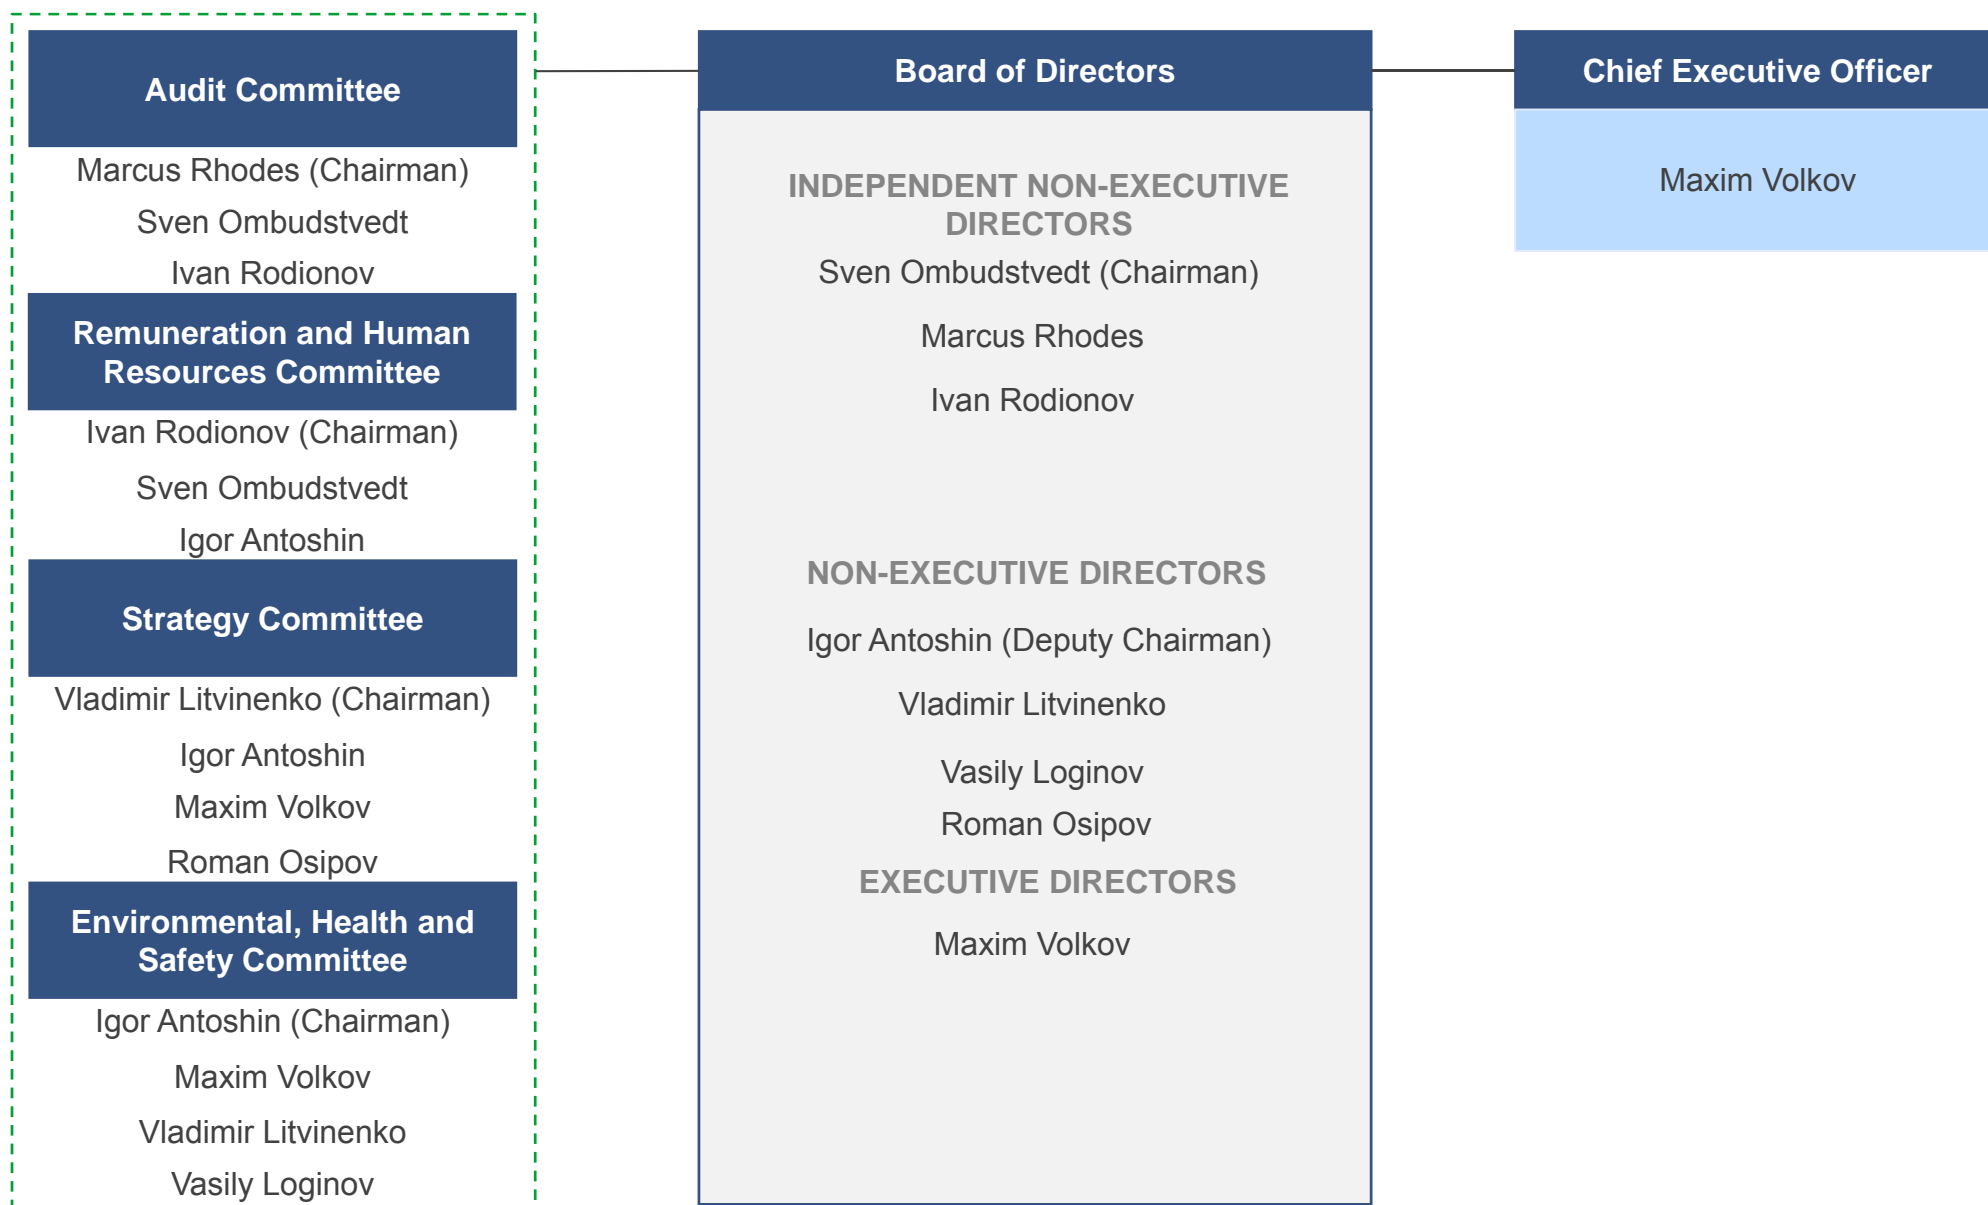 Audit Committee
Marcus Rhodes (Chairman)
Sven Ombudstvedt
Ivan Rodionov
Remuneration and Human
Resources Committee
Ivan Rodionov (Chairman)
Sven Ombudstvedt
Igor Antoshin
Strategy Committee
Vladimir Litvinenko (Chairman)
Igor Antoshin
Maxim Volkov
Roman Osipov
Environmental, Health and
Safety Committee
Igor Antoshin (Chairman)
Maxim Volkov
Vladimir Litvinenko
Vasily Loginov
Board of Directors
INDEPENDENT NON-EXECUTIVE
DIRECTORS
Sven Ombudstvedt (Chairman)
Marcus Rhodes
Ivan Rodionov
NON-EXECUTIVE DIRECTORS
Igor Antoshin (Deputy Chairman)
Vladimir Litvinenko
Vasily Loginov
Roman Osipov
EXECUTIVE DIRECTORS
Maxim Volkov
Chief Executive Officer
Maxim Volkov